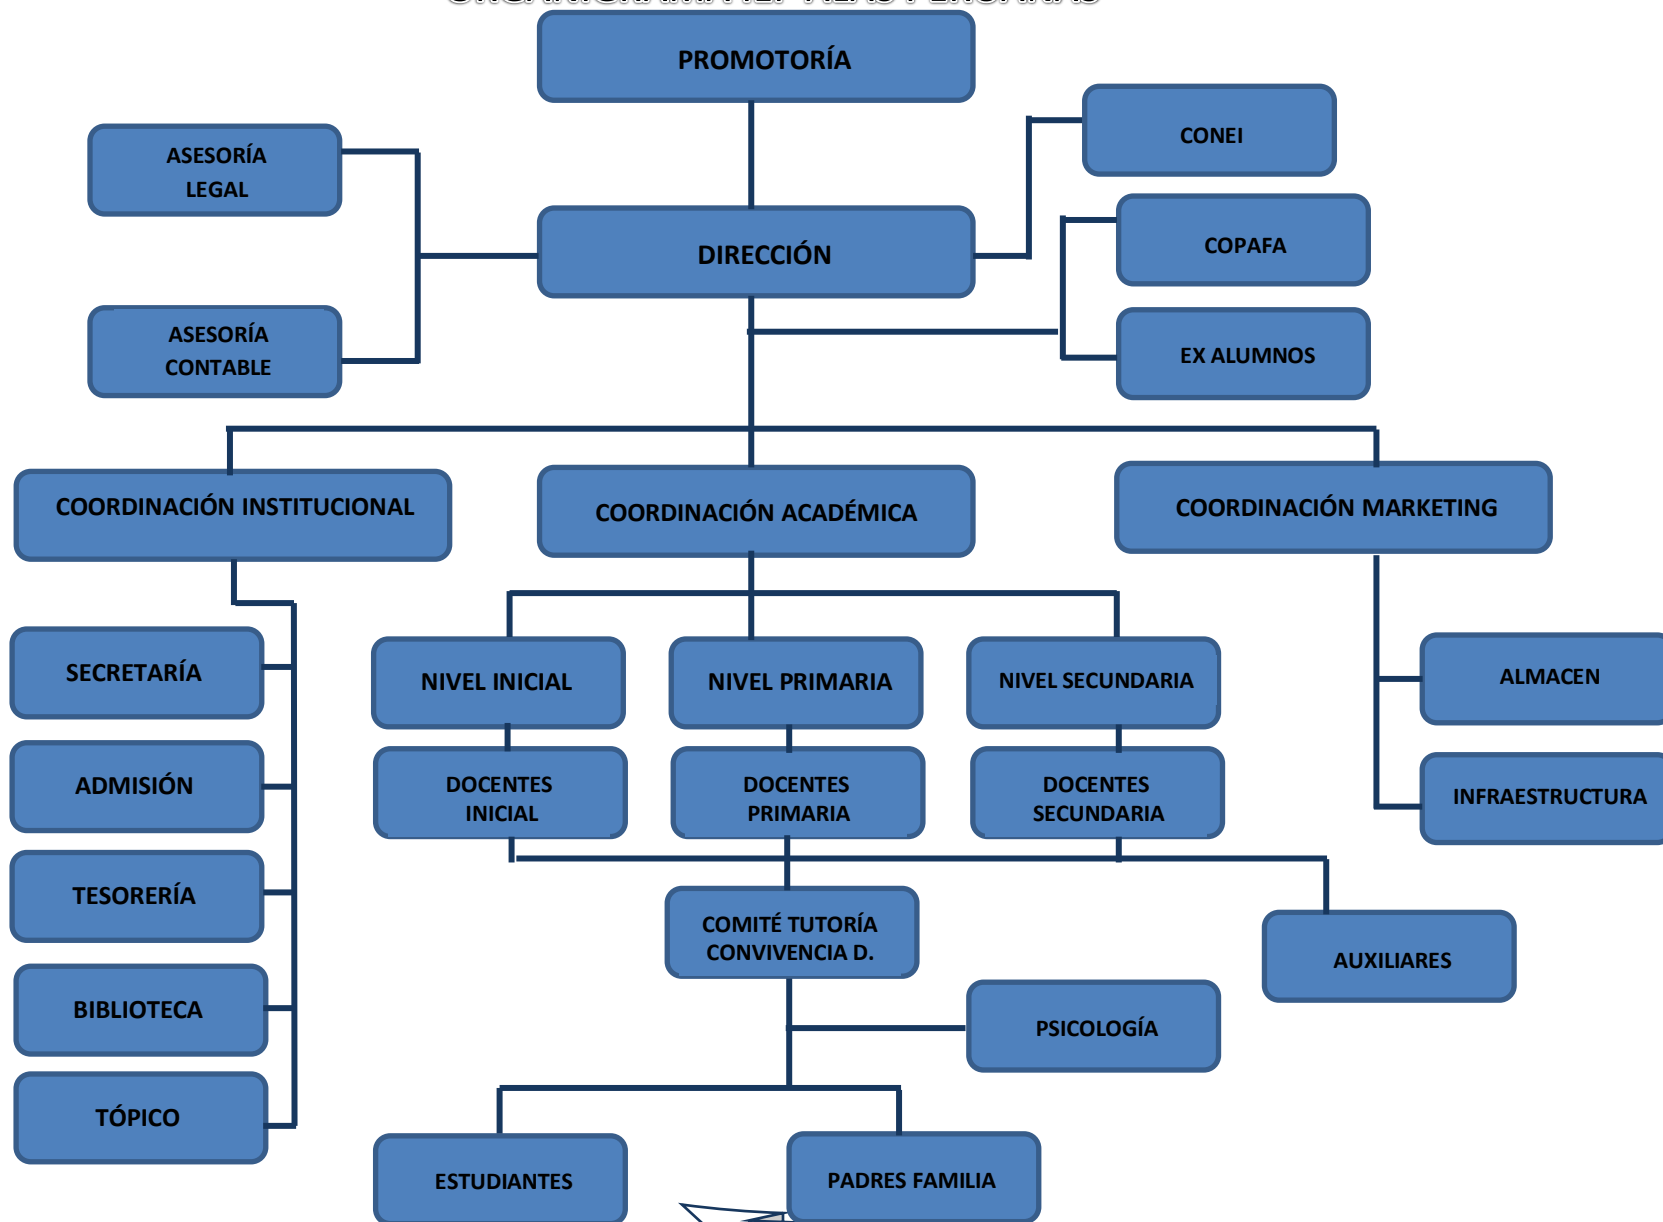 PROMOTORÍA
ASESORÍA
LEGAL
CONEI
DIRECCIÓN
COPAFA
ASESORÍA
CONTABLE
EX ALUMNOS
COORDINACIÓN INSTITUCIONAL
COORDINACIÓN ACADÉMICA
COORDINACIÓN MARKETING
SECRETARÍA
NIVEL INICIAL
NIVEL PRIMARIA
NIVEL SECUNDARIA
ALMACEN
ADMISIÓN
DOCENTES
INICIAL
DOCENTES
PRIMARIA
DOCENTES
SECUNDARIA
INFRAESTRUCTURA
TESORERÍA
COMITÉ TUTORÍA
CONVIVENCIA D.
AUXILIARES
BIBLIOTECA
PSICOLOGÍA
TÓPICO
ESTUDIANTES
PADRES FAMILIA